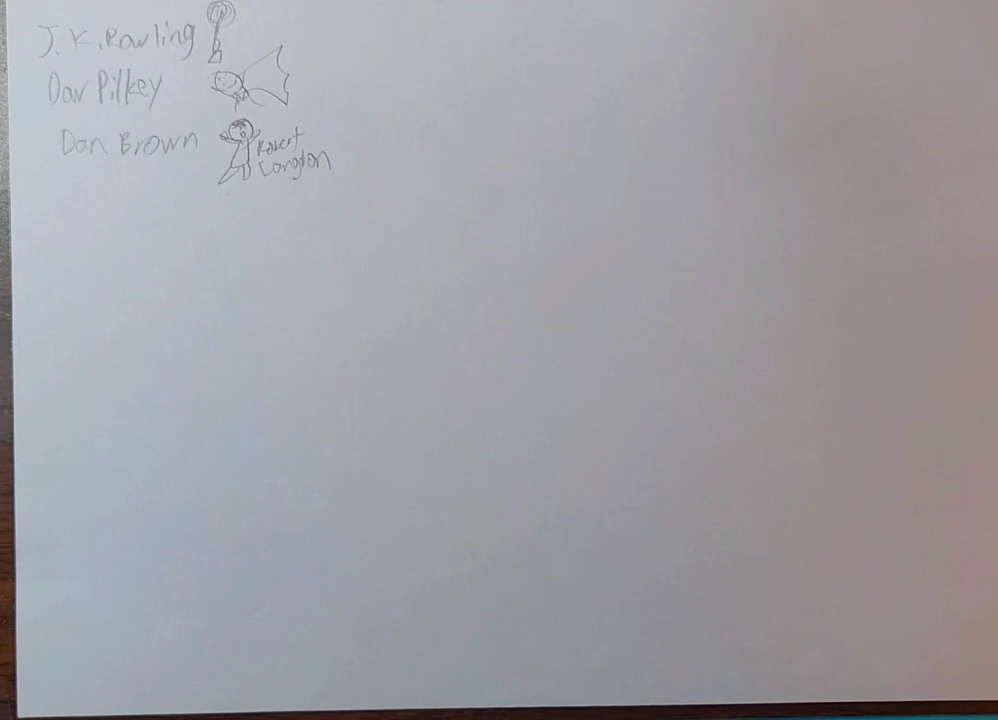 J. K. Rowling
Dav Pilkey
Dan Brown
Robert
Langdon